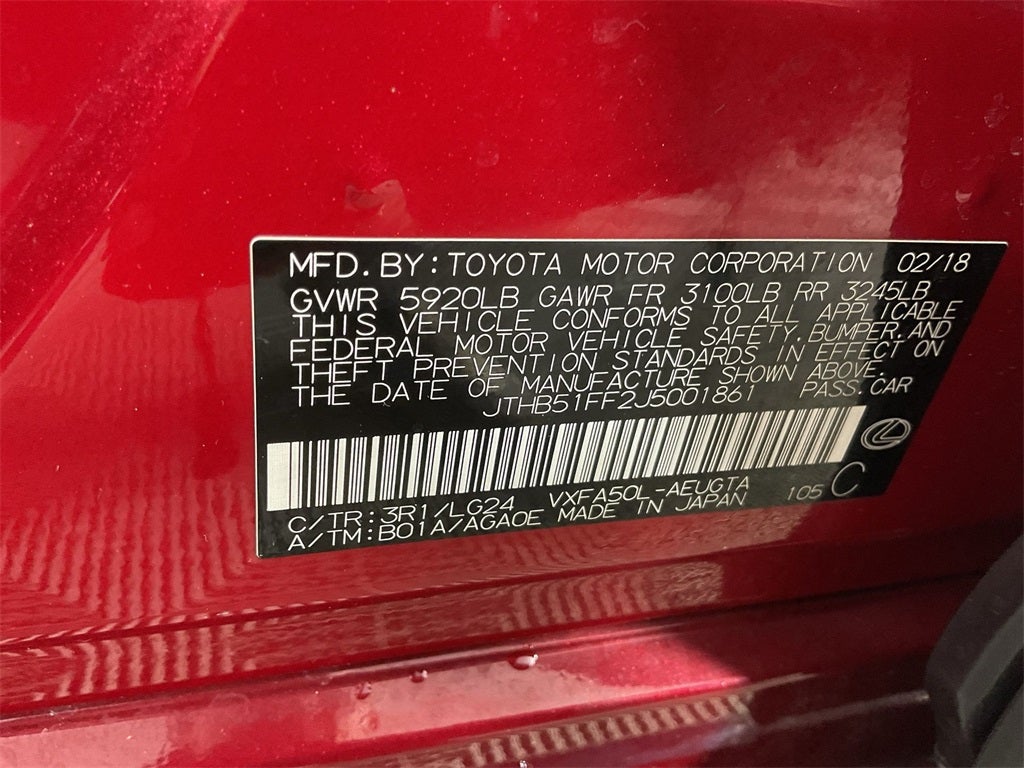 MFD.BY:TOYOTA MOTOR CORPORATION 02/18
GVWR 5920LB GAWR FR 3100LB RR 3245LB
THIS VEHICLE CONFORMS TO ALL APPLICABLE
FEDERAL MOTOR VEHICLE SAFETY,BUMPER,AND
THEFT PREVENTION STANDARDS IN EFFECT ON
THE DATE OF MANUFACTURE SHOWN ABOVE.
JTHB51FF2J5001861 PASS.CAR
C/TR:3R1/LG24 VXFA50L-AEUGTA 105 C
A/TM:B01A/AGA0E MADE IN JAPAN